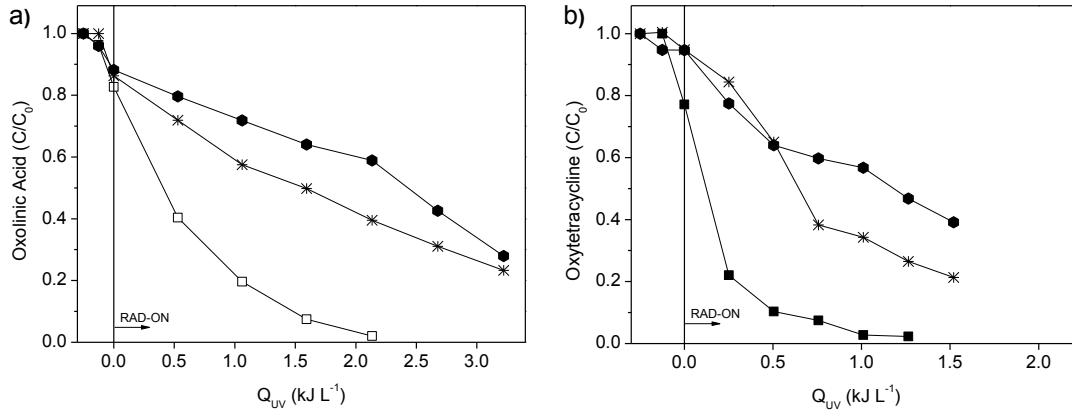 a)
Oxolinic Acid (C/C₀)
1.0
0.8
0.6
0.4
0.2
0.0
RAD-ON
0.0 0.5 1.0 1.5 2.0 2.5 3.0
Q_UV (kJ L⁻¹)
b)
Oxytetracycline (C/C₀)
1.0
0.8
0.6
0.4
0.2
0.0
RAD-ON
0.0 0.5 1.0 1.5 2.0
Q_UV (kJ L⁻¹)